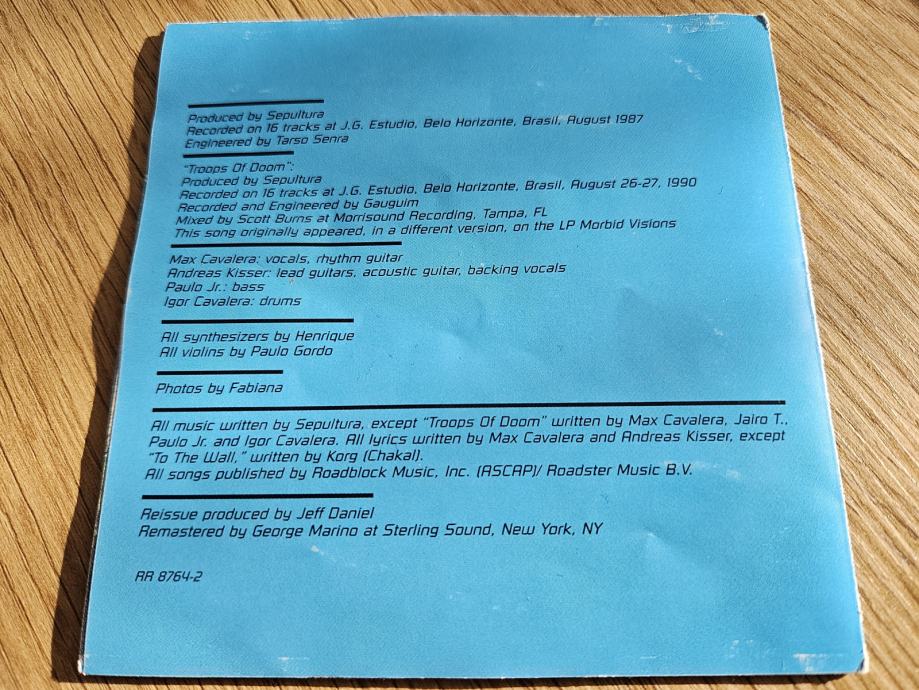 Produced by Sepultura
Recorded on 16 tracks at J.G. Estudio, Belo Horizonte, Brasil, August 1987
Engineered by Tarso Senra
"Troops Of Doom":
Produced by Sepultura
Recorded on 16 tracks at J.G. Estudio, Belo Horizonte, Brasil, August 26-27, 1990
Recorded and Engineered by Gauguim
Mixed by Scott Burns at Morrisound Recording, Tampa, FL
This song originally appeared, in a different version, on the LP Morbid Visions
Max Cavalera: vocals, rhythm guitar
Andreas Kisser: lead guitars, acoustic guitar, backing vocals
Paulo Jr.: bass
Igor Cavalera: drums
All synthesizers by Henrique
All violins by Paulo Gordo
Photos by Fabiana
All music written by Sepultura, except "Troops Of Doom" written by Max Cavalera, Jairo T.,
Paulo Jr. and Igor Cavalera. All lyrics written by Max Cavalera and Andreas Kisser, except
"To The Wall," written by Korg (Chakal).
All songs published by Roadblock Music, Inc. (ASCAP)/ Roadster Music B.V.
Reissue produced by Jeff Daniel
Remastered by George Marino at Sterling Sound, New York, NY
RR 8764-2